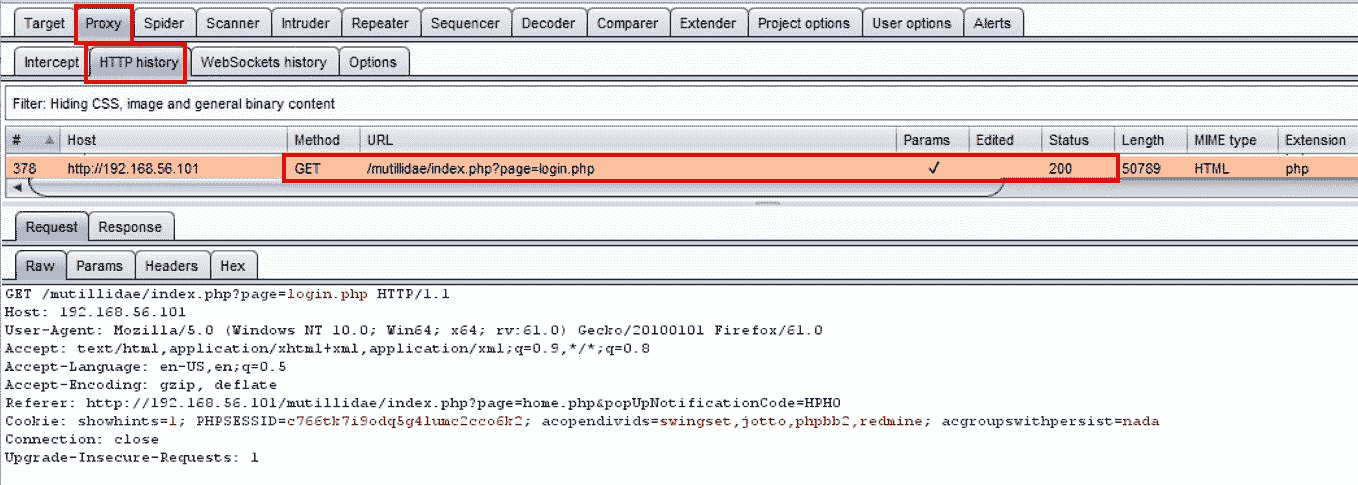 Target Proxy Spider Scanner Intruder Repeater Sequencer Decoder Comparer Extender Project options User options Alerts
Intercept HTTP history WebSockets history Options
Filter: Hiding CSS, image and general binary content
# Host Method URL Params Edited Status Length MIME type Extension
378 http://192.168.56.101 GET /mutillidae/index.php?page=login.php ✓ 200 50789 HTML php
Request Response
Raw Params Headers Hex
GET /mutillidae/index.php?page=login.php HTTP/1.1
Host: 192.168.56.101
User-Agent: Mozilla/5.0 (Windows NT 10.0; Win64; x64; rv:61.0) Gecko/20100101 Firefox/61.0
Accept: text/html,application/xhtml+xml,application/xml;q=0.9,*/*;q=0.8
Accept-Language: en-US,en;q=0.5
Accept-Encoding: gzip, deflate
Referer: http://192.168.56.101/mutillidae/index.php?page=home.php&popUpNotificationCode=HPH0
Cookie: showhints=1; PHPSESSID=c766tk7i9odq5g4lumc2cco6k2; acopendivids=swingset,jotto,phpbb2,redmine; acgroupswithpersist=nada
Connection: close
Upgrade-Insecure-Requests: 1